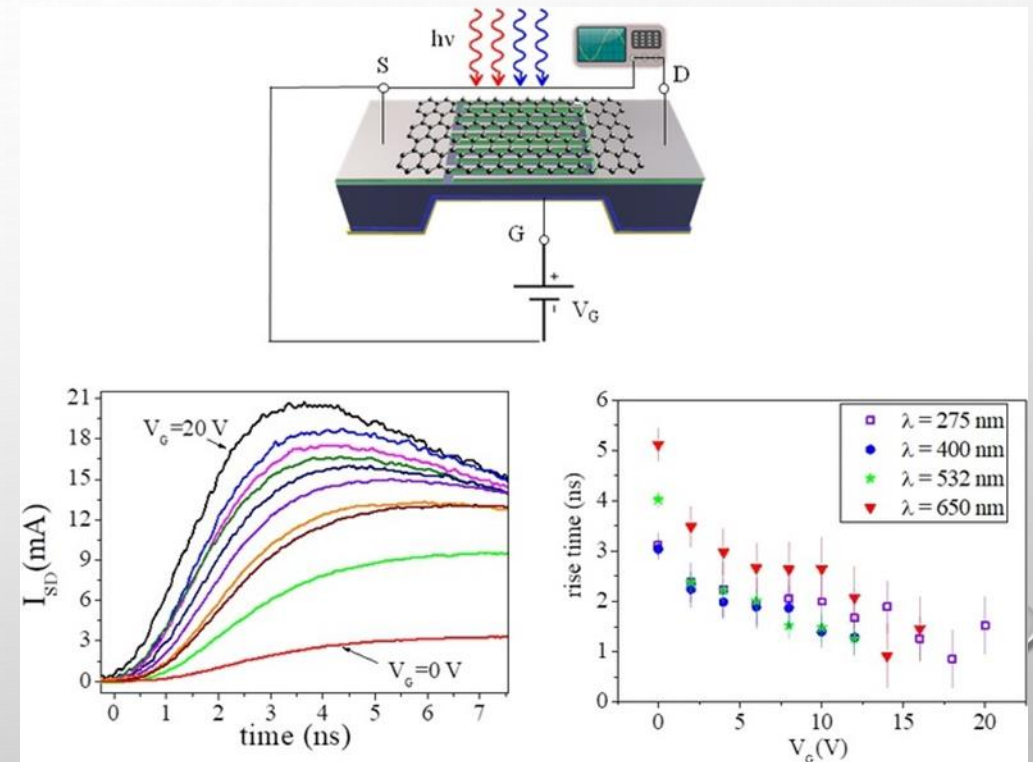 hν
S
D
G
+
-
V_G
21
18
15
12
9
6
3
0
I_SD(mA)
V_G=20 V
V_G=0 V
0 1 2 3 4 5 6 7
time (ns)
6
5
4
3
2
1
0
rise time (ns)
λ = 275 nm
λ = 400 nm
λ = 532 nm
λ = 650 nm
0 5 10 15 20
V_G(V)